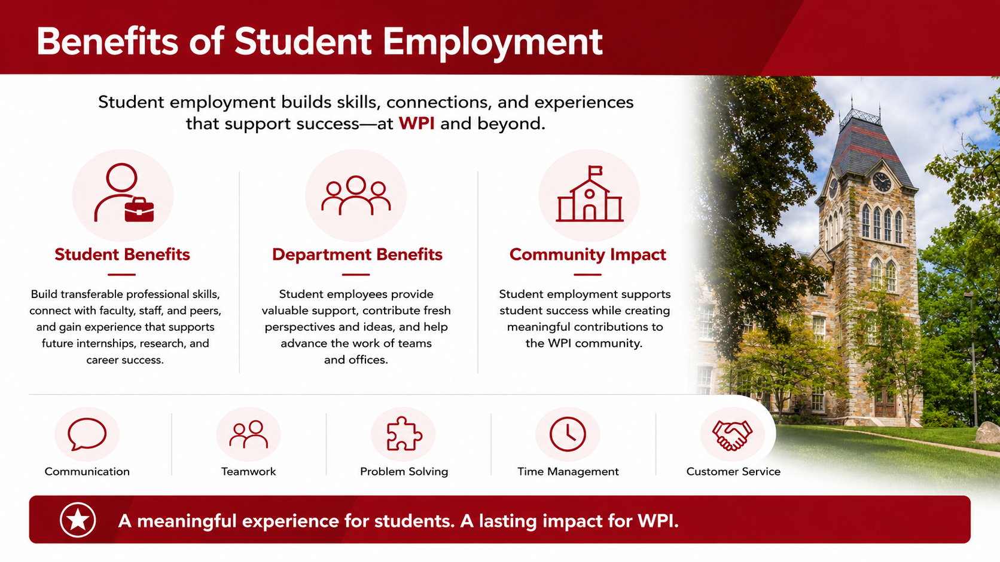 Benefits of Student Employment
Student employment builds skills, connections, and experiences
that support success—at WPI and beyond.
Student Benefits
Build transferable professional skills,
connect with faculty, staff, and peers,
and gain experience that supports
future internships, research, and
career success.
Department Benefits
Student employees provide
valuable support, contribute fresh
perspectives and ideas, and help
advance the work of teams
and offices.
Community Impact
Student employment supports
student success while creating
meaningful contributions to
the WPI community.
Communication
Teamwork
Problem Solving
Time Management
Customer Service
A meaningful experience for students. A lasting impact for WPI.